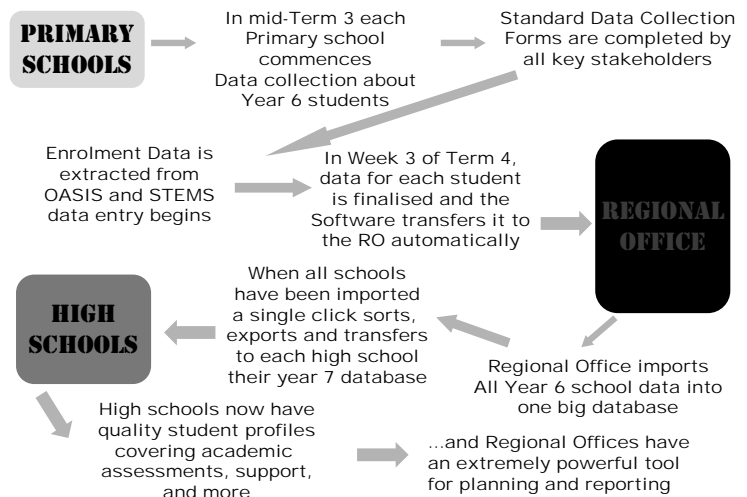 PRIMARY
SCHOOLS
In mid-Term 3 each
Primary school
commences
Data collection about
Year 6 students
Standard Data Collection
Forms are completed by
all key stakeholders
Enrolment Data is
extracted from
OASIS and STEMS
data entry begins
In Week 3 of Term 4,
data for each student
is finalised and the
Software transfers it to
the RO automatically
REGIONAL
OFFICE
Regional Office imports
All Year 6 school data into
one big database
When all schools
have been imported
a single click sorts,
exports and transfers
to each high school
their year 7 database
HIGH
SCHOOLS
High schools now have
quality student profiles
covering academic
assessments, support,
and more
...and Regional Offices have
an extremely powerful tool
for planning and reporting